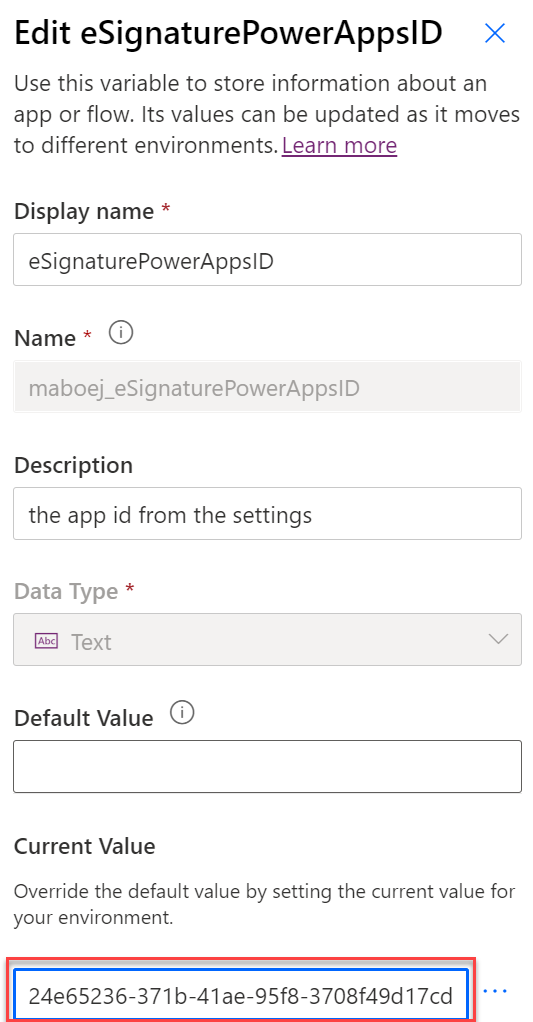 Edit eSignaturePowerAppsID
Use this variable to store information about an
app or flow. Its values can be updated as it moves
to different environments. Learn more
Display name *
eSignaturePowerAppsID
Name *
maboej_eSignaturePowerAppsID
Description
the app id from the settings
Data Type *
Abc Text
Default Value
Current Value
Override the default value by setting the current value for
your environment.
24e65236-371b-41ae-95f8-3708f49d17cd